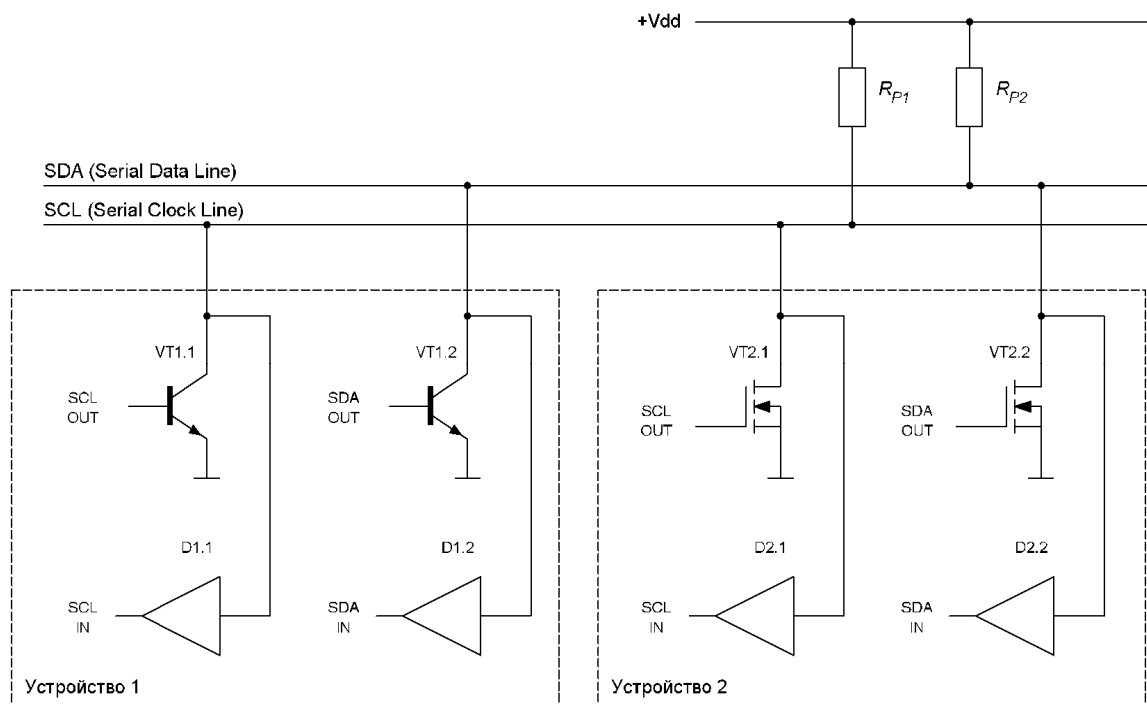 +Vdd
RP1
RP2
SDA (Serial Data Line)
SCL (Serial Clock Line)
VT1.1
VT1.2
VT2.1
VT2.2
SCL
OUT
SDA
OUT
SCL
OUT
SDA
OUT
D1.1
D1.2
D2.1
D2.2
SCL
IN
SDA
IN
SCL
IN
SDA
IN
Устройство 1
Устройство 2